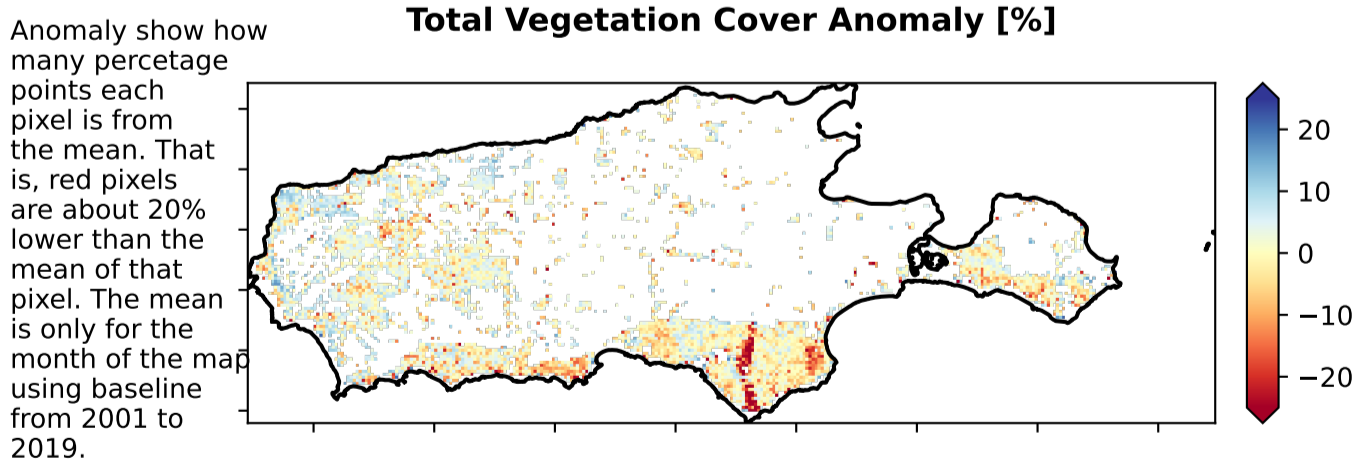 Total Vegetation Cover Anomaly [%]
Anomaly show how
many percetage
points each
pixel is from
the mean. That
is, red pixels
are about 20%
lower than the
mean of that
pixel. The mean
is only for the
month of the map
using baseline
from 2001 to
2019.
20
10
0
−10
−20